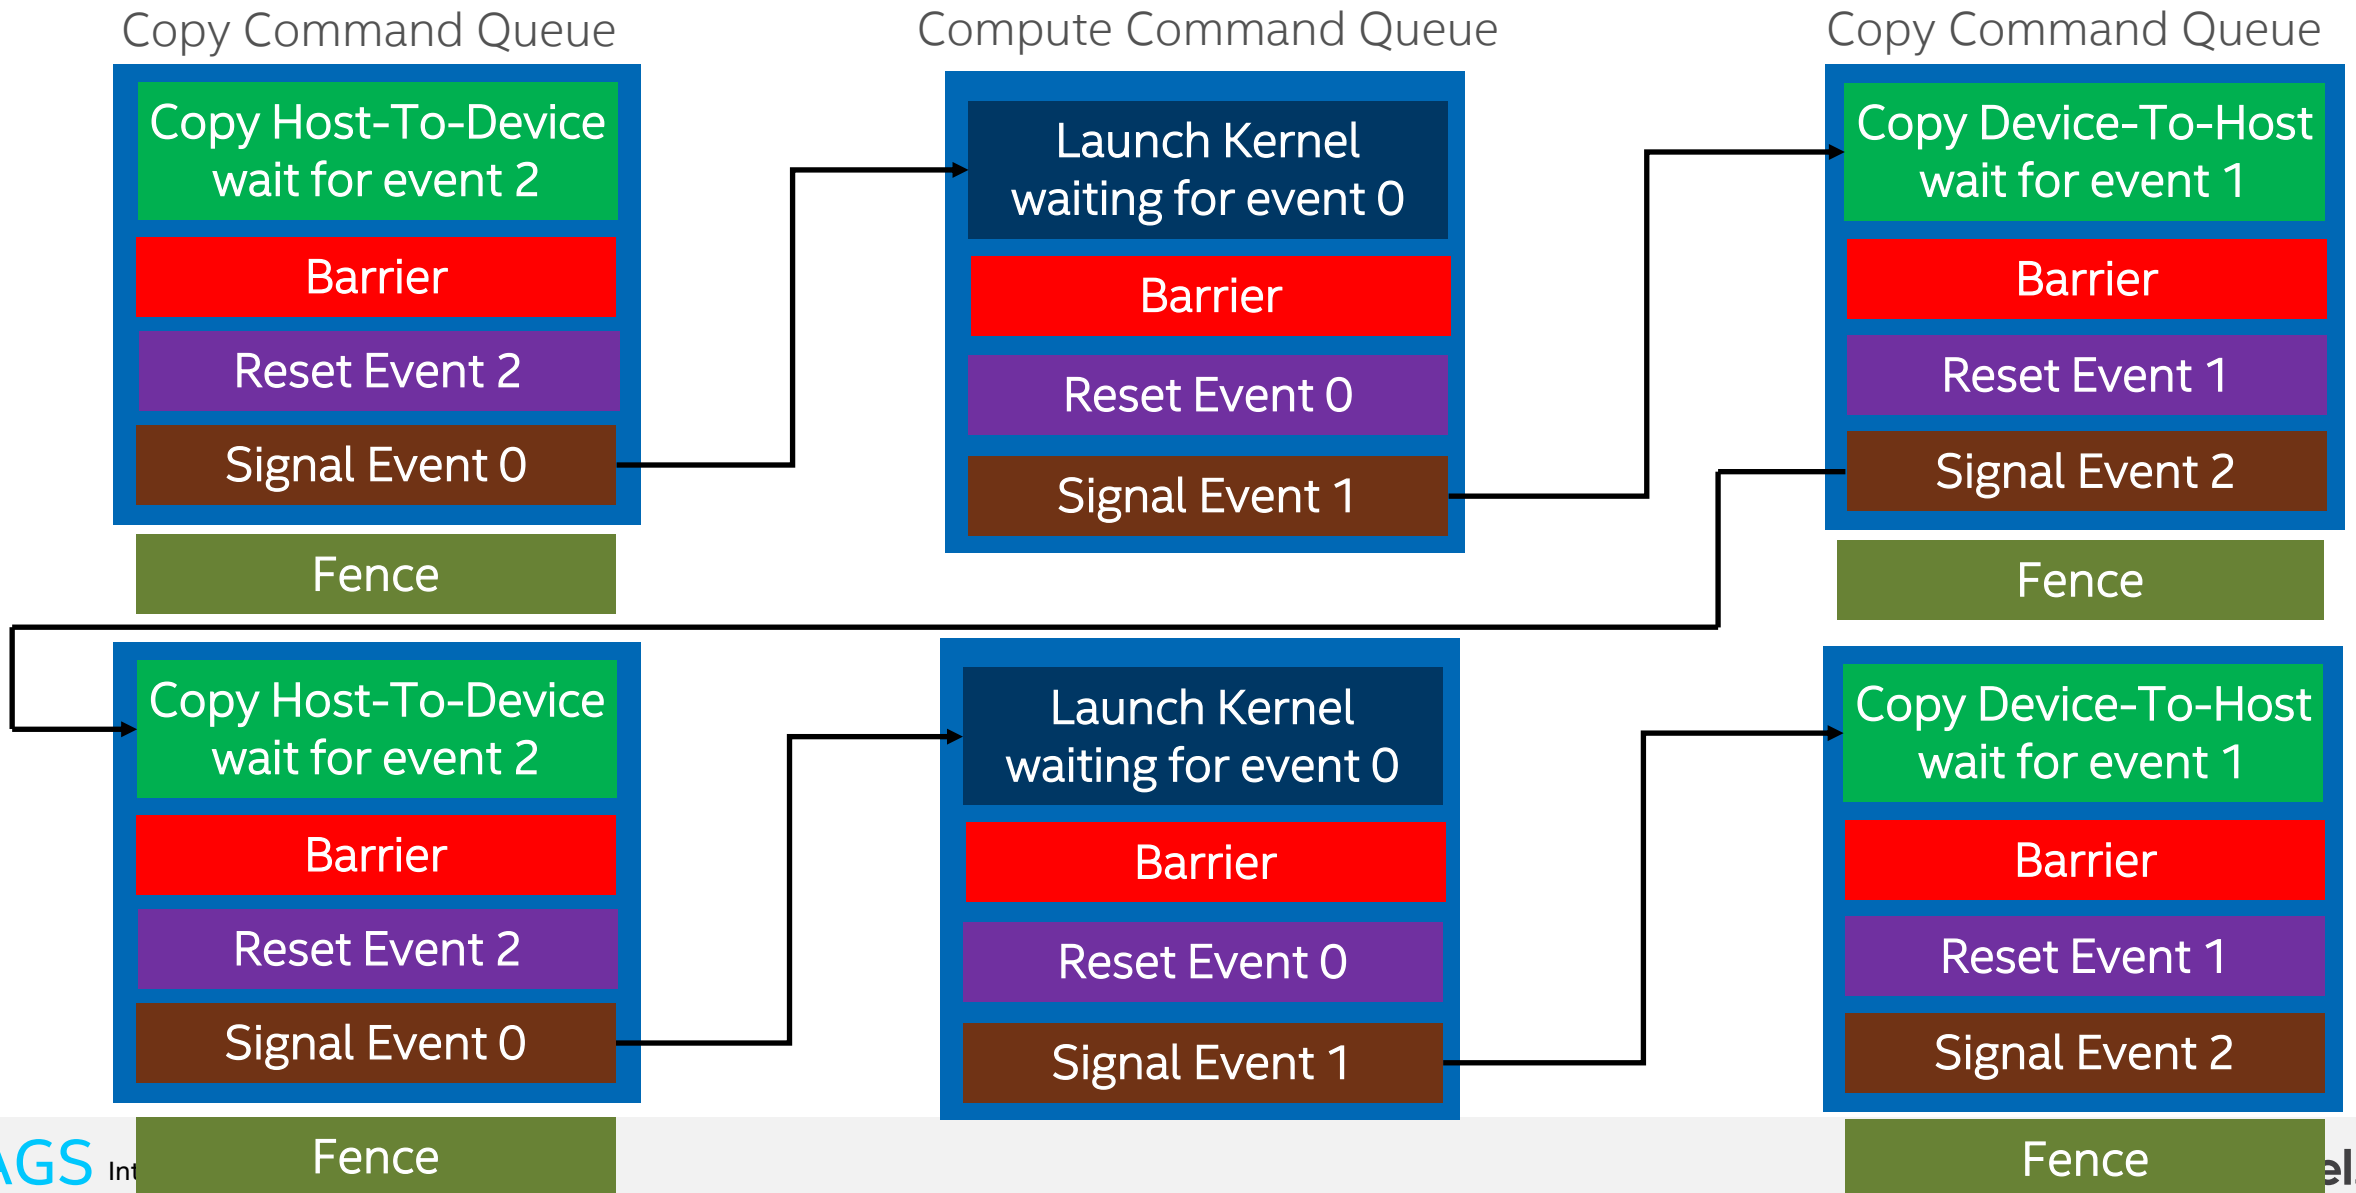 Copy Command Queue
Compute Command Queue
Copy Command Queue
Copy Host-To-Device
wait for event 2
Barrier
Reset Event 2
Signal Event 0
Fence
Launch Kernel
waiting for event 0
Barrier
Reset Event 0
Signal Event 1
Copy Device-To-Host
wait for event 1
Barrier
Reset Event 1
Signal Event 2
Fence
Copy Host-To-Device
wait for event 2
Barrier
Reset Event 2
Signal Event 0
Fence
Launch Kernel
waiting for event 0
Barrier
Reset Event 0
Signal Event 1
Copy Device-To-Host
wait for event 1
Barrier
Reset Event 1
Signal Event 2
Fence